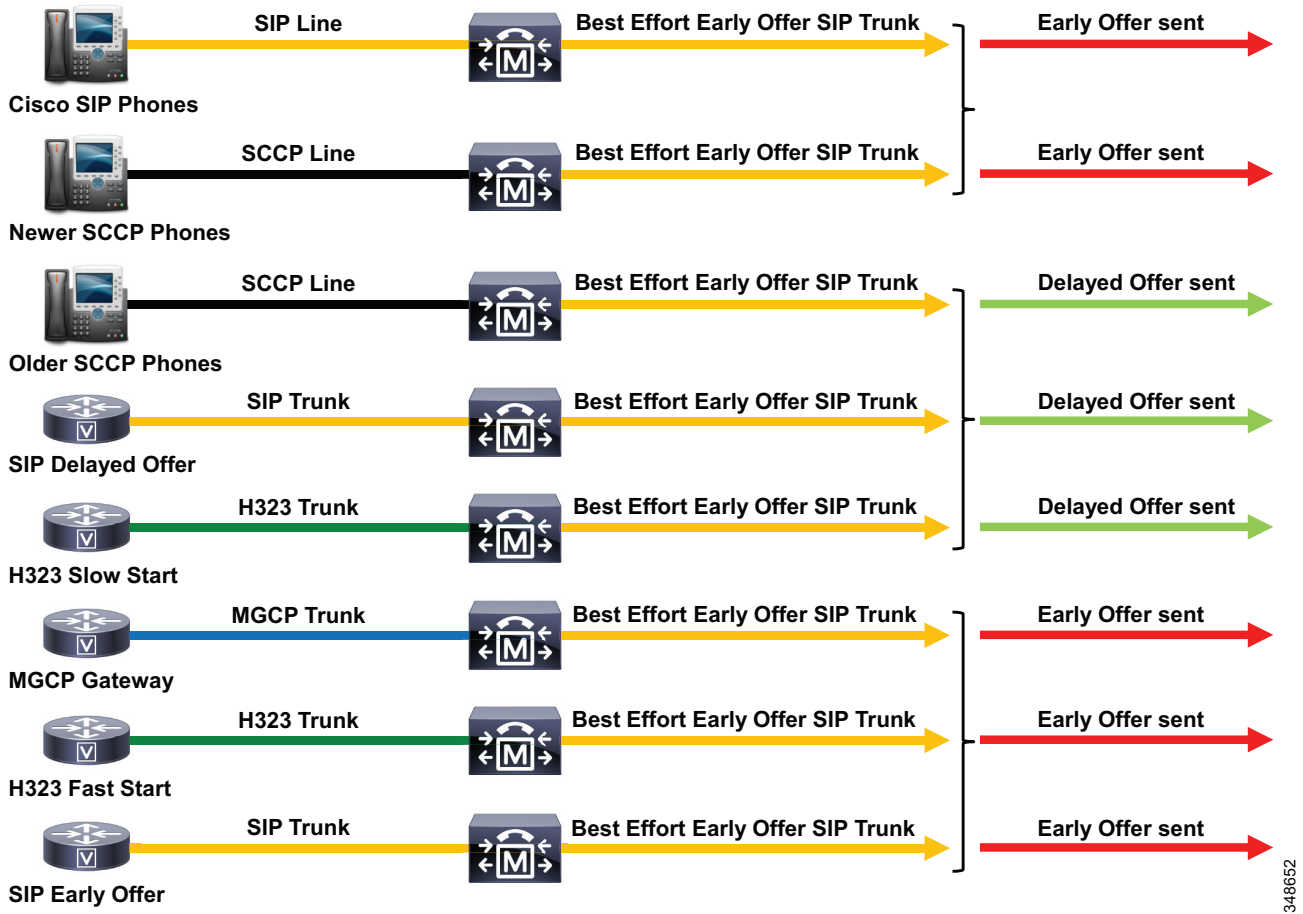 SIP Line
Best Effort Early Offer SIP Trunk
Early Offer sent
M
Cisco SIP Phones
SCCP Line
Best Effort Early Offer SIP Trunk
Early Offer sent
M
Newer SCCP Phones
SCCP Line
Best Effort Early Offer SIP Trunk
Delayed Offer sent
M
Older SCCP Phones
SIP Trunk
Best Effort Early Offer SIP Trunk
Delayed Offer sent
V
M
SIP Delayed Offer
H323 Trunk
Best Effort Early Offer SIP Trunk
Delayed Offer sent
V
M
H323 Slow Start
MGCP Trunk
Best Effort Early Offer SIP Trunk
Early Offer sent
V
M
MGCP Gateway
H323 Trunk
Best Effort Early Offer SIP Trunk
Early Offer sent
V
M
H323 Fast Start
SIP Trunk
Best Effort Early Offer SIP Trunk
Early Offer sent
V
M
SIP Early Offer
348652